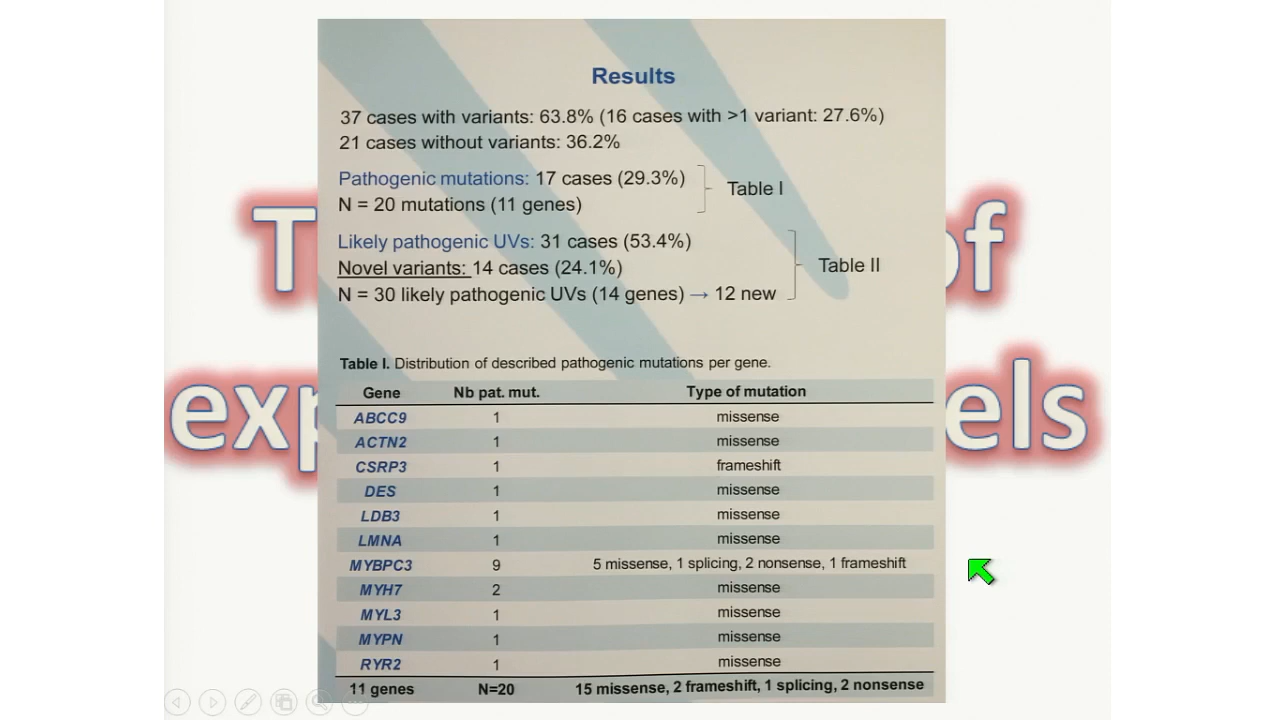 Results
37 cases with variants: 63.8% (16 cases with >1 variant: 27.6%)
21 cases without variants: 36.2%
Pathogenic mutations: 17 cases (29.3%)
N = 20 mutations (11 genes)
Table I
Likely pathogenic UVs: 31 cases (53.4%)
Novel variants: 14 cases (24.1%)
N = 30 likely pathogenic UVs (14 genes) → 12 new
Table II
Table I. Distribution of described pathogenic mutations per gene.
Gene Nb pat. mut. Type of mutation
ABCC9 1 missense
ACTN2 1 missense
CSRP3 1 frameshift
DES 1 missense
LDB3 1 missense
LMNA 1 missense
MYBPC3 9 5 missense, 1 splicing, 2 nonsense, 1 frameshift
MYH7 2 missense
MYL3 1 missense
MYPN 1 missense
RYR2 1 missense
11 genes N=20 15 missense, 2 frameshift, 1 splicing, 2 nonsense